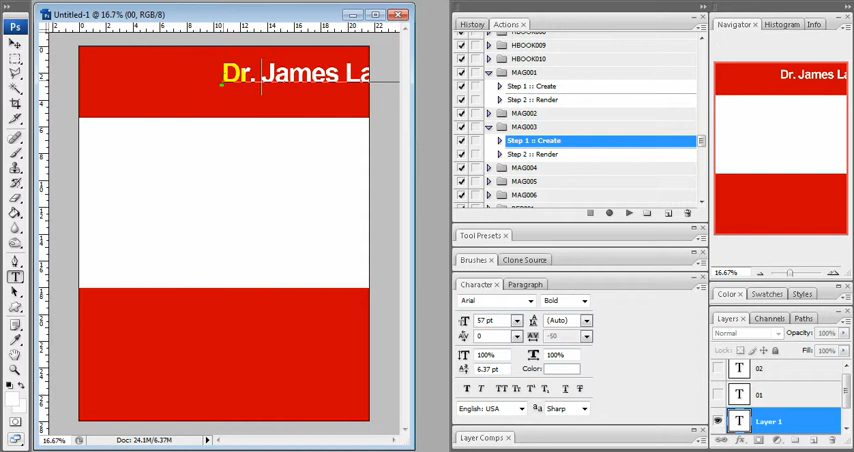 Untitled-1 @ 16.7% (00, RGB/8)
Dr. James La
16.67%
Doc: 24.1M/6.37M
History
Actions
HBOOK009
HBOOK010
MAG001
Step 1 :: Create
Step 2 :: Render
MAG002
MAG003
Step 1 :: Create
Step 2 :: Render
MAG004
MAG005
MAG006
Tool Presets
Brushes
Clone Source
Character
Paragraph
Arial
Bold
57 pt
(Auto)
0
-50
100%
100%
6.37 pt
Color:
English: USA
Sharp
Layer Comps
Navigator
Histogram
Info
Dr. James La
16.67%
Color
Swatches
Styles
Layers
Channels
Paths
Normal
Opacity: 100%
Lock:
Fill: 100%
02
01
Layer 1